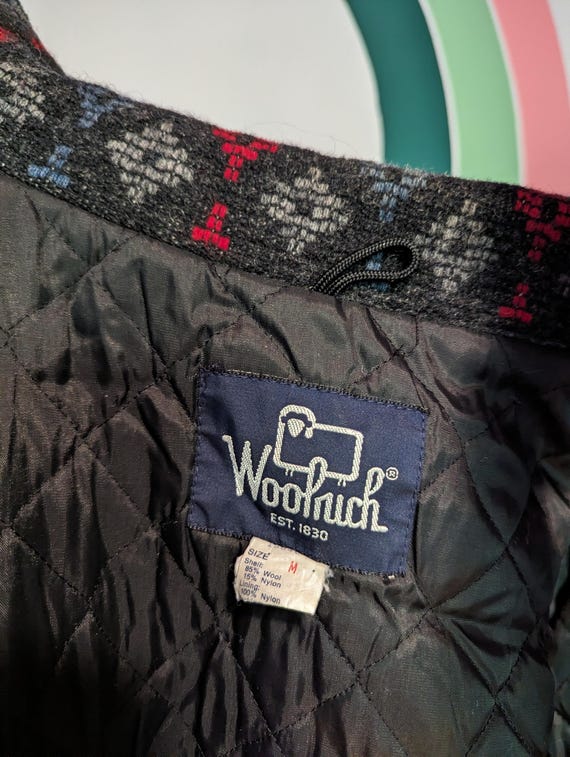 Woolrich®
EST. 1830
SIZE M
Shell:
85% Wool
15% Nylon
Lining:
100% Nylon